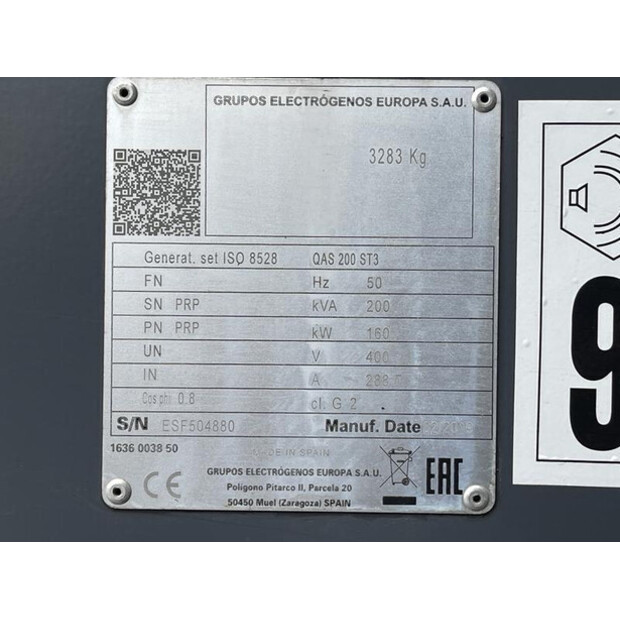 GRUPOS ELECTRÓGENOS EUROPA S.A.U.
3283 Kg
Generat. set ISO 8528 QAS 200 ST3
FN Hz 50
SN PRP kVA 200
PN PRP kW 160
UN V 400
IN A
Cos phi 0.8 cl. G 2
S/N ESF504880 Manuf. Date
1636 0038 50
MADE IN SPAIN
GRUPOS ELECTRÓGENOS EUROPA S.A.U.
Polígono Pitarco II, Parcela 20
50450 Muel (Zaragoza) SPAIN
CE
EAC
9